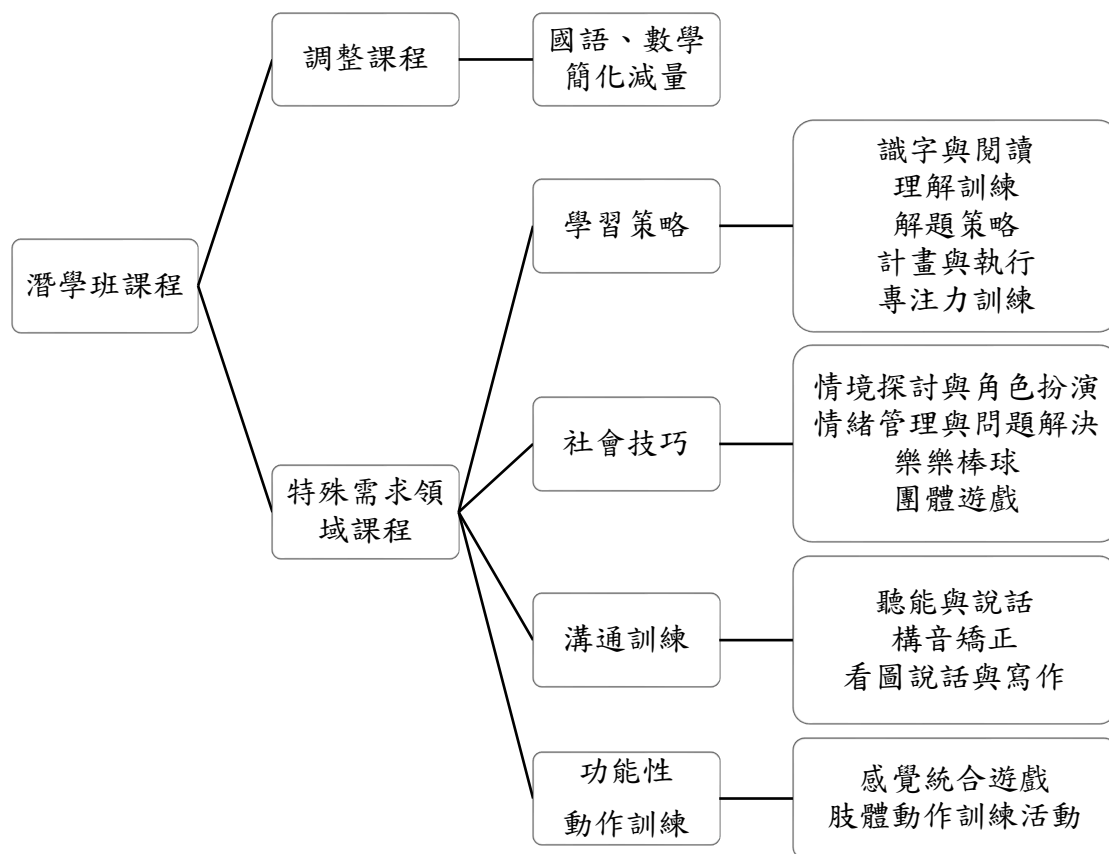 潛學班課程
調整課程
國語、數學
簡化減量
特殊需求領
域課程
學習策略
識字與閱讀
理解訓練
解題策略
計畫與執行
專注力訓練
社會技巧
情境探討與角色扮演
情緒管理與問題解決
樂樂棒球
團體遊戲
溝通訓練
聽能與說話
構音矯正
看圖說話與寫作
功能性
動作訓練
感覺統合遊戲
肢體動作訓練活動